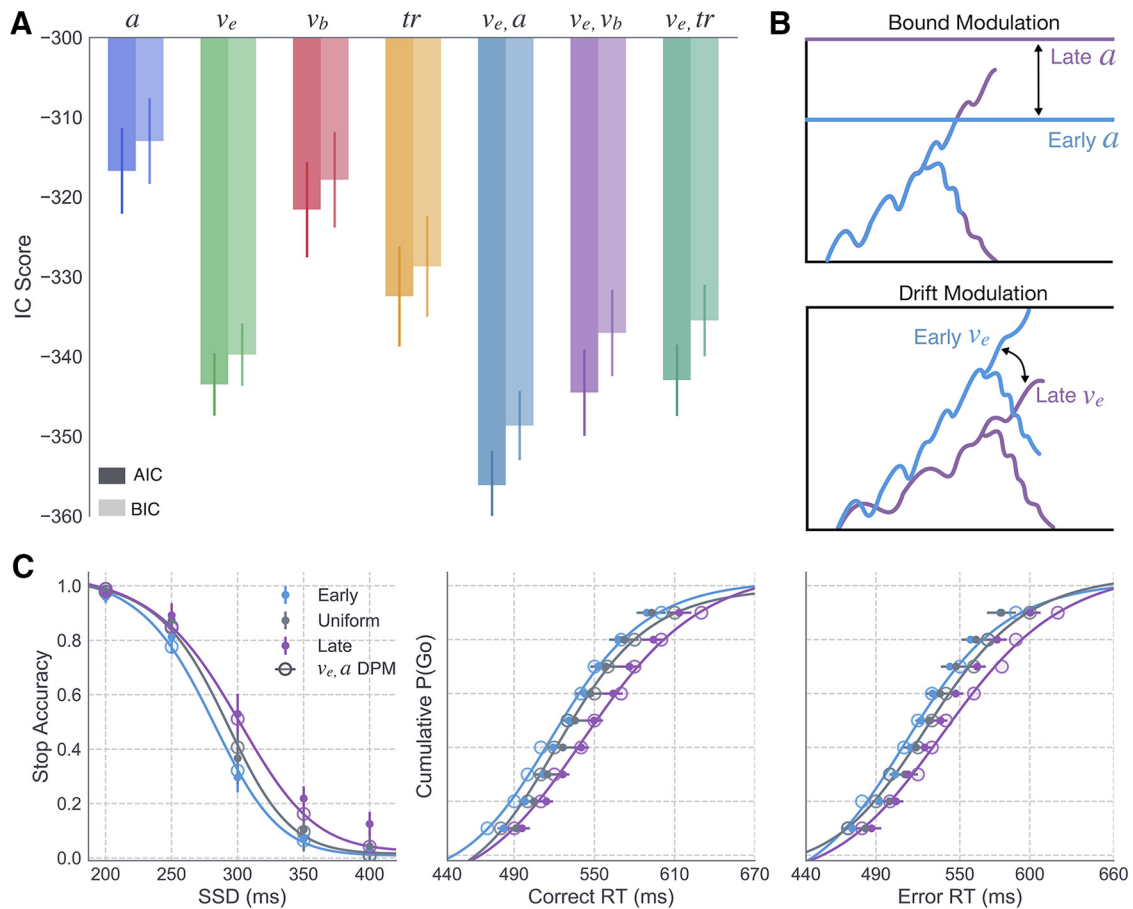 A
a
vₑ
v_b
tr
vₑ, a
vₑ, v_b
vₑ, tr
−300
−310
−320
−330
−340
−350
−360
IC Score
AIC
BIC
B
Bound Modulation
Late a
Early a
Drift Modulation
Early vₑ
Late vₑ
C
1.0
0.8
0.6
0.4
0.2
0.0
Stop Accuracy
Early
Uniform
Late
vₑ, a DPM
200 250 300 350 400
SSD (ms)
Cumulative P(Go)
440 490 550 610 670
Correct RT (ms)
440 490 550 600 660
Error RT (ms)